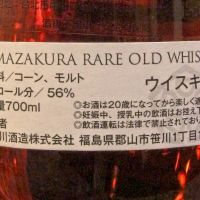 MAZAKURA RARE OLD WHIS
料/コーン、モルト
コール分/56%
ウイスキ
量700ml
◎お酒は20歳になってから楽し
◎妊娠中、授乳中の飲酒は
者
◎飲酒運転は法律で禁止されて
川酒造株式会社 福島県郡山市笹川1丁目